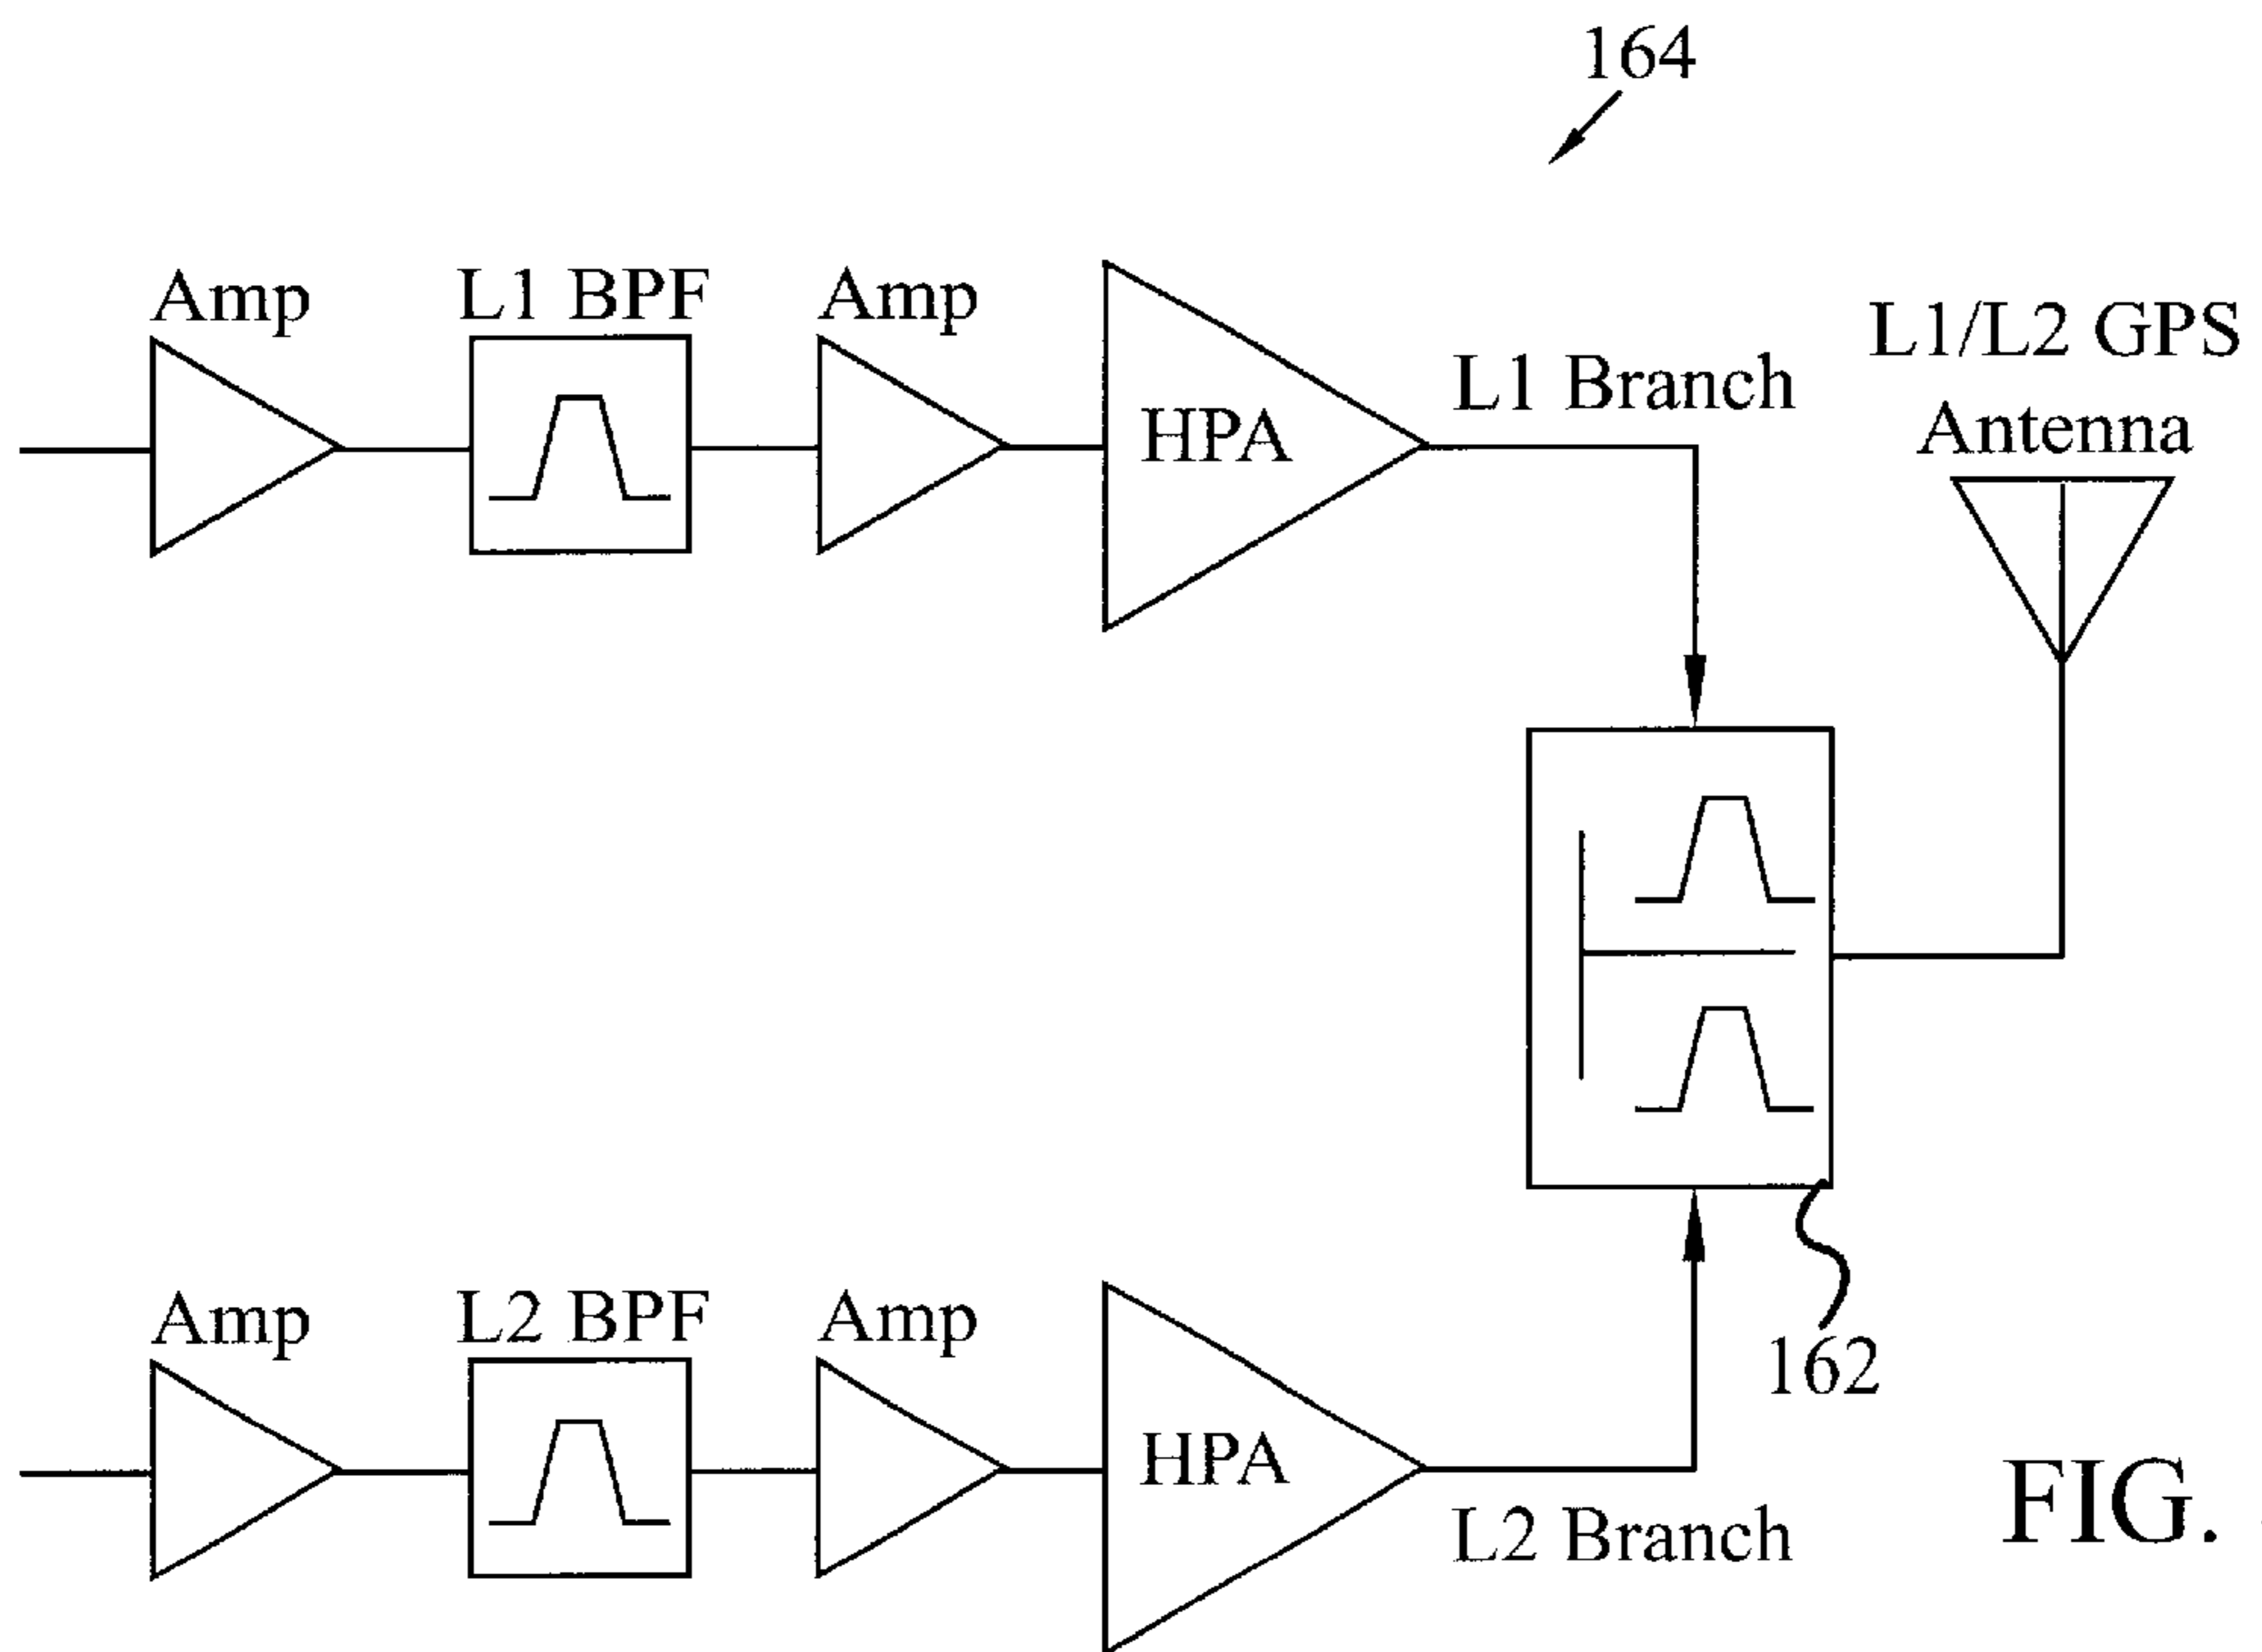 164
Amp
L1 BPF
Amp
HPA
L1 Branch
L1/L2 GPS
Antenna
Amp
L2 BPF
Amp
HPA
L2 Branch
162
FIG.